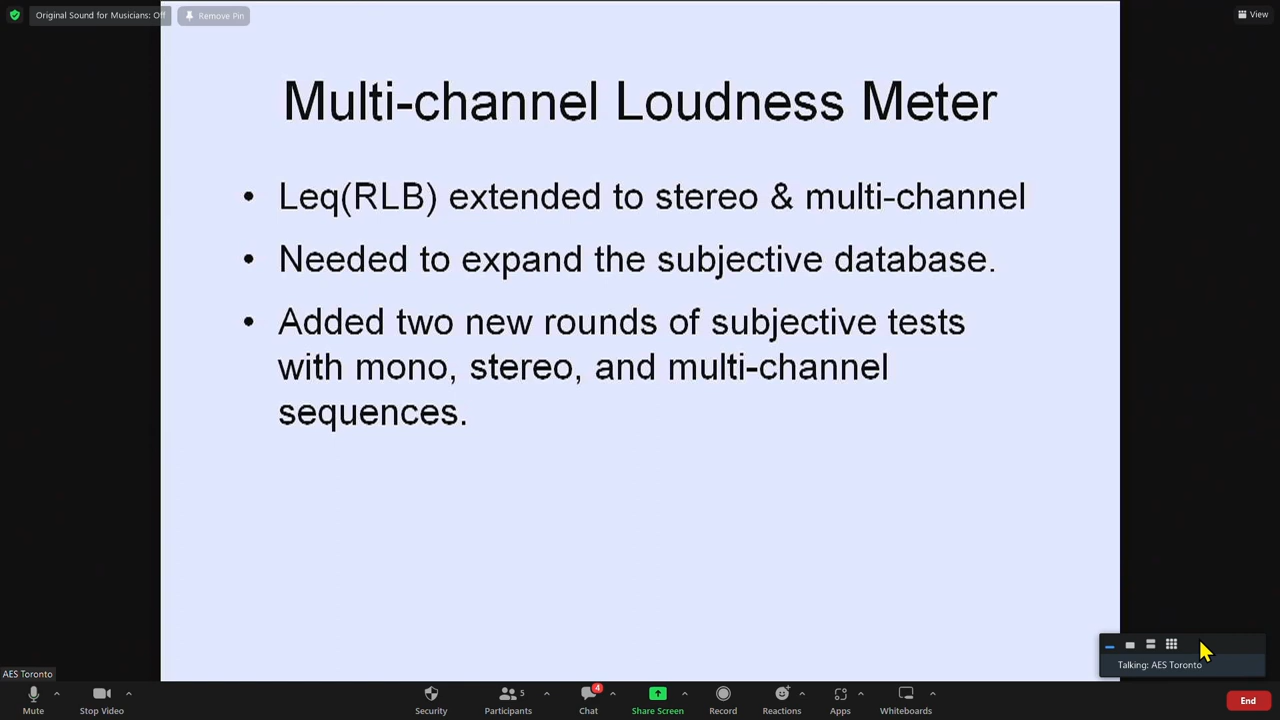 Original Sound for Musicians: Off
Remove Pin
View
Multi-channel Loudness Meter
• Leq(RLB) extended to stereo & multi-channel
• Needed to expand the subjective database.
• Added two new rounds of subjective tests
with mono, stereo, and multi-channel
sequences.
Talking: AES Toronto
AES Toronto
Mute
Stop Video
Security
5
Participants
4
Chat
Share Screen
Record
Reactions
Apps
Whiteboards
End